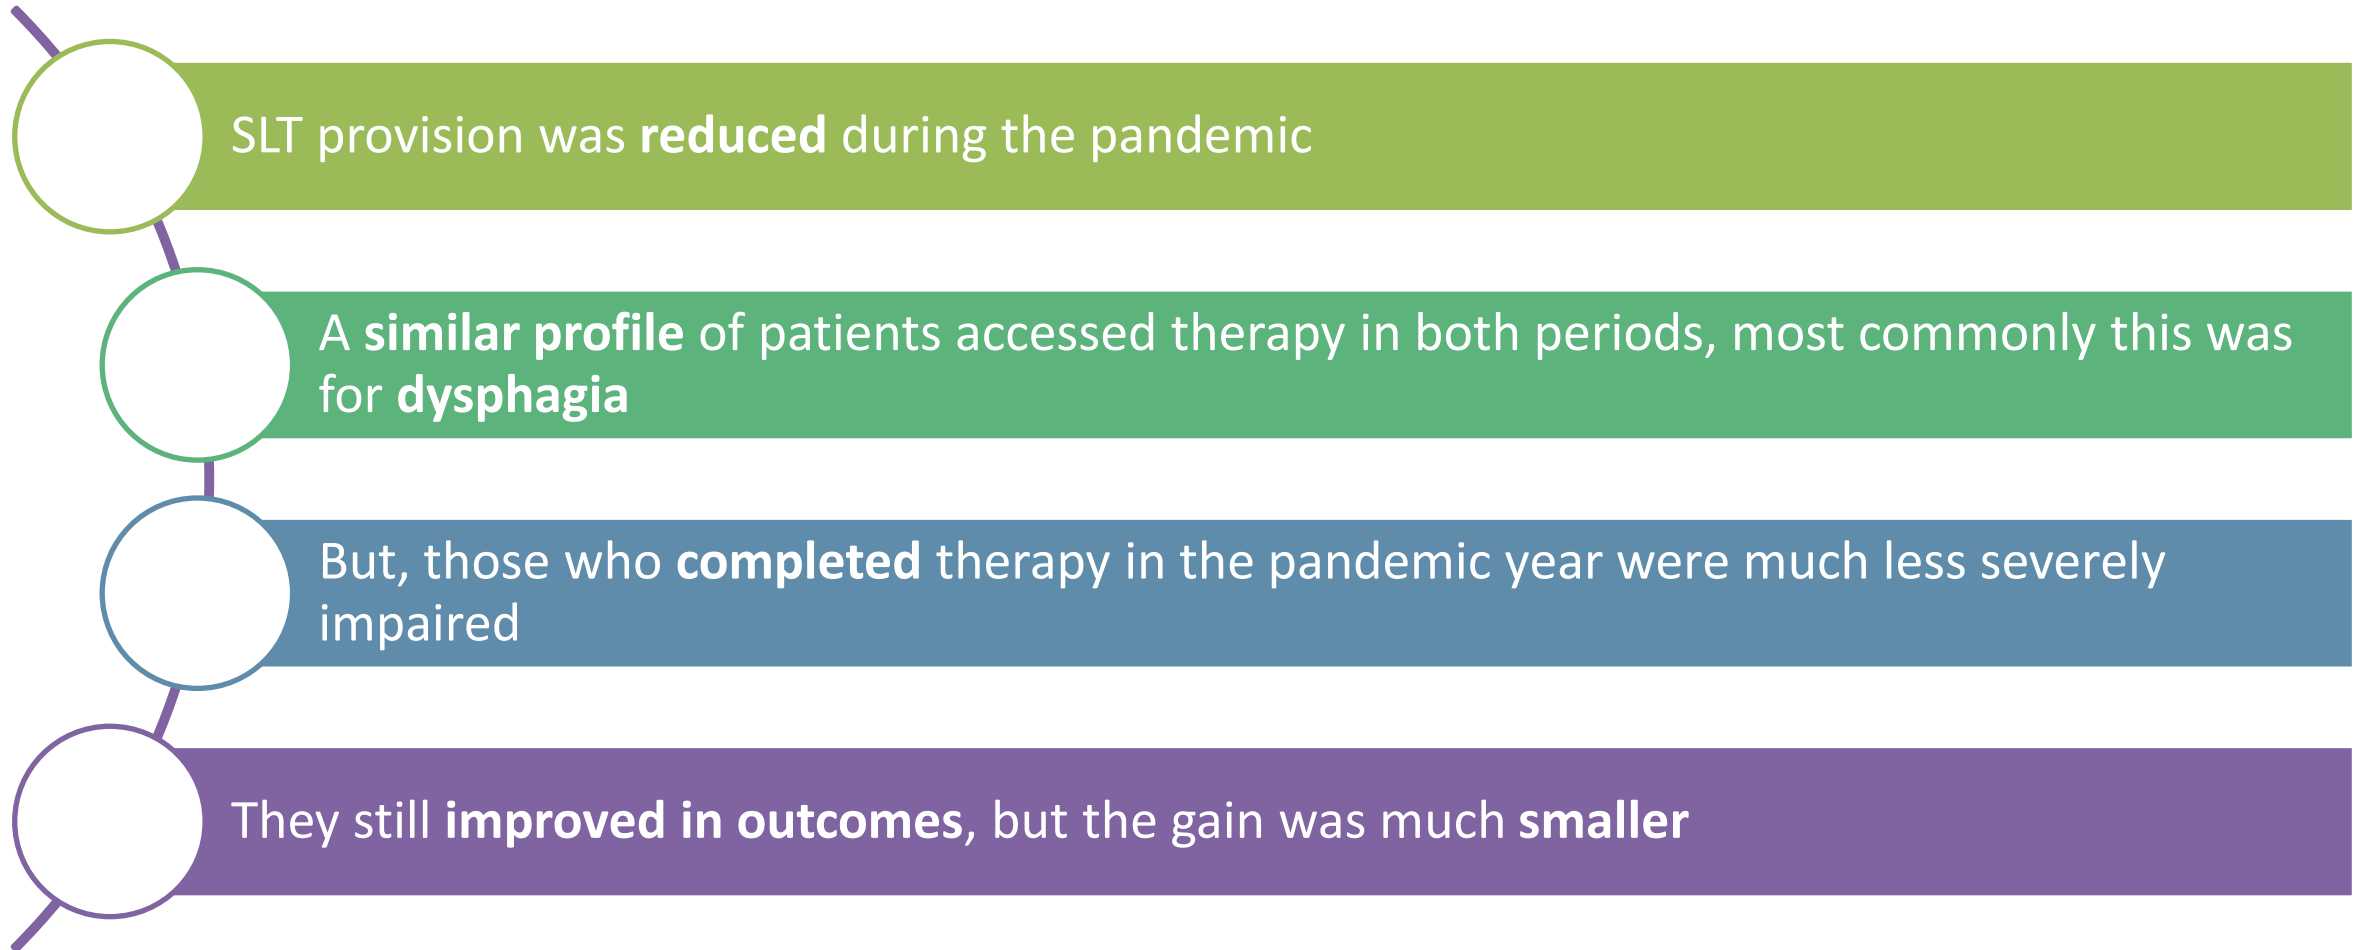 SLT provision was reduced during the pandemic
A similar profile of patients accessed therapy in both periods, most commonly this was
for dysphagia
But, those who completed therapy in the pandemic year were much less severely
impaired
They still improved in outcomes, but the gain was much smaller